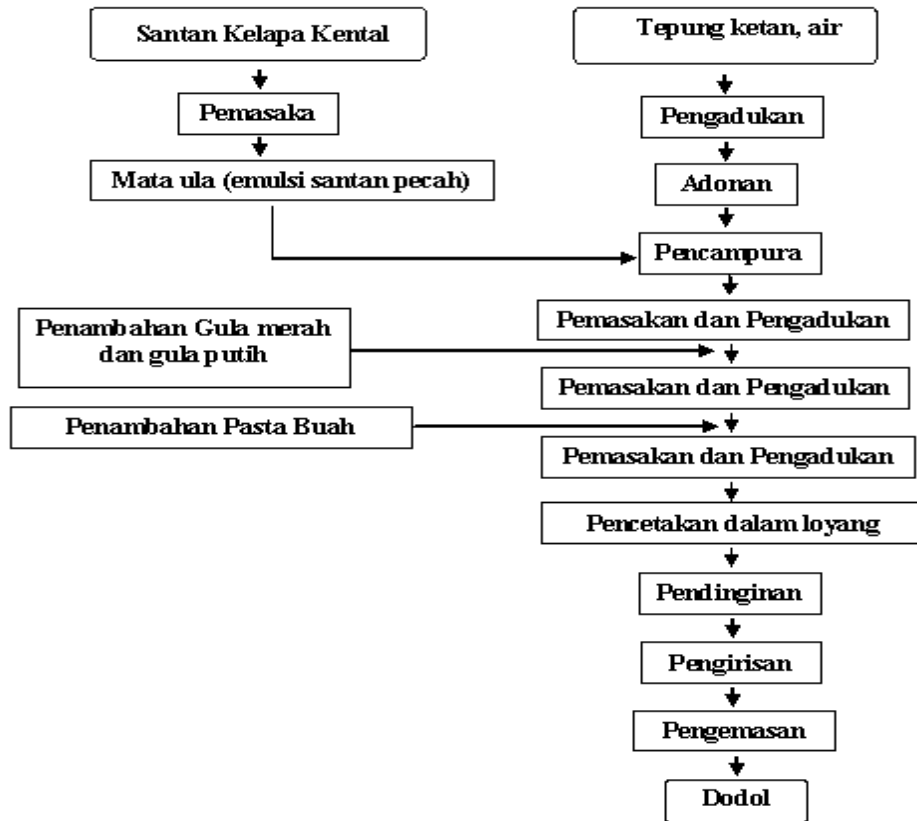 Santan Kelapa Kental
Tepung ketan, air
Pemasaka
Pengadukan
Mata ula (emulsi santan pecah)
Adonan
Pencampura
Pemasakan dan Pengadukan
Penambahan Gula merah
dan gula putih
Pemasakan dan Pengadukan
Penambahan Pasta Buah
Pemasakan dan Pengadukan
Pencetakan dalam loyang
Pendinginan
Pengirisan
Pengemasan
Dodol